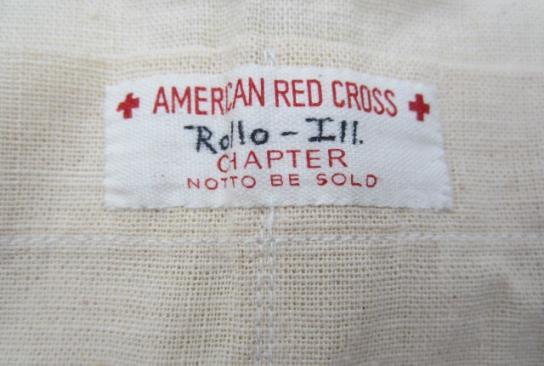 AMERICAN RED CROSS
Rollo - Ill.
CHAPTER
NOT TO BE SOLD